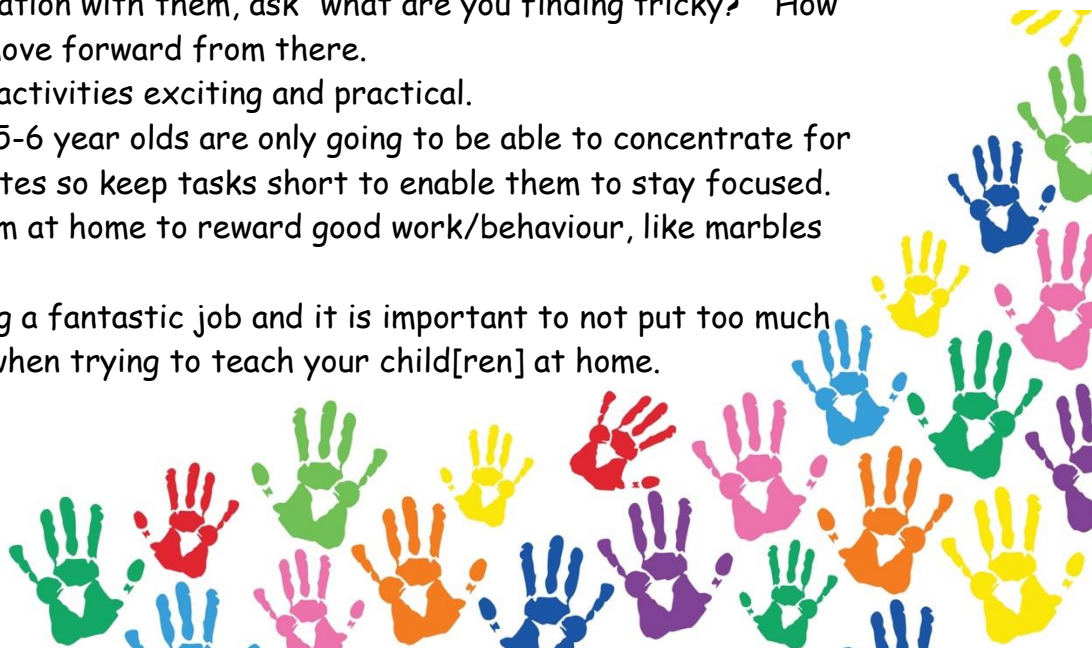 ation with them, ask "what are you finding tricky?" "How
ove forward from there.
activities exciting and practical.
5-6 year olds are only going to be able to concentrate for
tes so keep tasks short to enable them to stay focused.
m at home to reward good work/behaviour, like marbles
g a fantastic job and it is important to not put too much
when trying to teach your child[ren] at home.